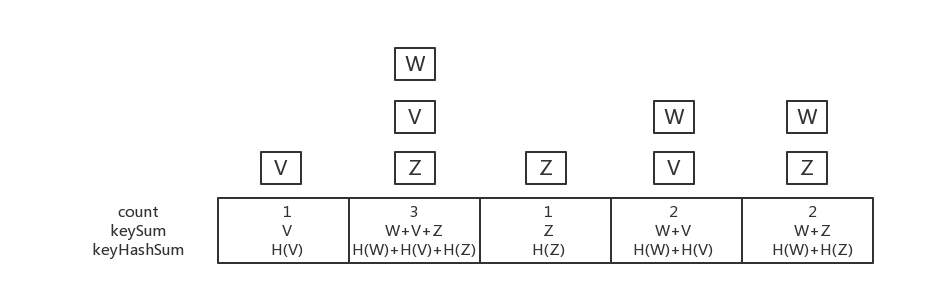 W
V W W
V Z Z V Z
count 1 3 1 2 2
keySum V W+V+Z Z W+V W+Z
keyHashSum H(V) H(W)+H(V)+H(Z) H(Z) H(W)+H(V) H(W)+H(Z)